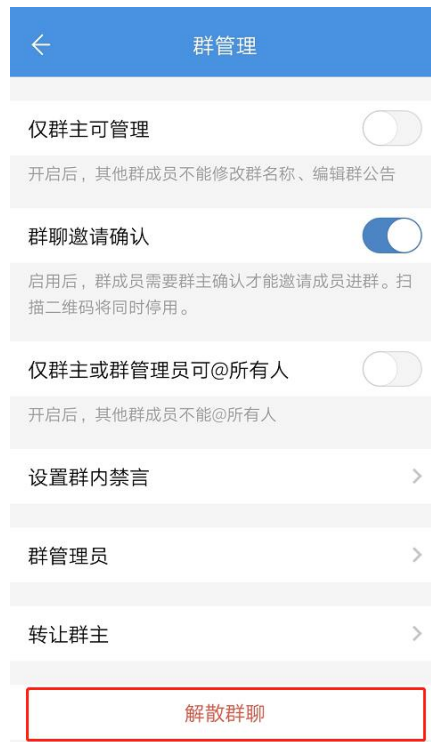 群管理
仅群主可管理
开启后，其他群成员不能修改群名称、编辑群公告
群聊邀请确认
启用后，群成员需要群主确认才能邀请成员进群。扫
描二维码将同时停用。
仅群主或群管理员可@所有人
开启后，其他群成员不能@所有人
设置群内禁言
群管理员
转让群主
解散群聊